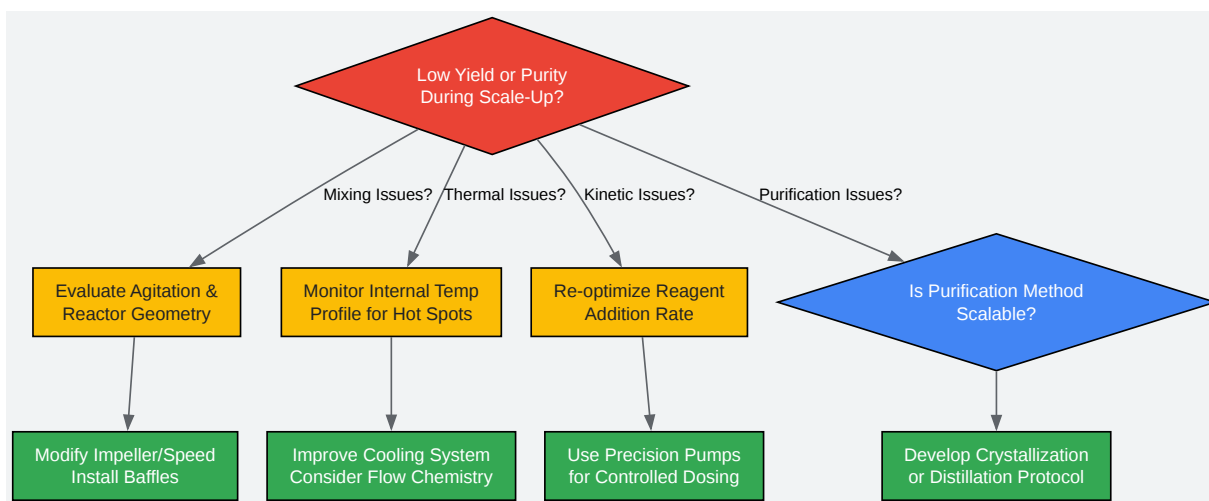 Low Yield or Purity
During Scale-Up?
Mixing Issues?
Thermal Issues?
Kinetic Issues?
Purification Issues?
Evaluate Agitation &
Reactor Geometry
Monitor Internal Temp
Profile for Hot Spots
Re-optimize Reagent
Addition Rate
Is Purification Method
Scalable?
Modify Impeller/Speed
Install Baffles
Improve Cooling System
Consider Flow Chemistry
Use Precision Pumps
for Controlled Dosing
Develop Crystallization
or Distillation Protocol